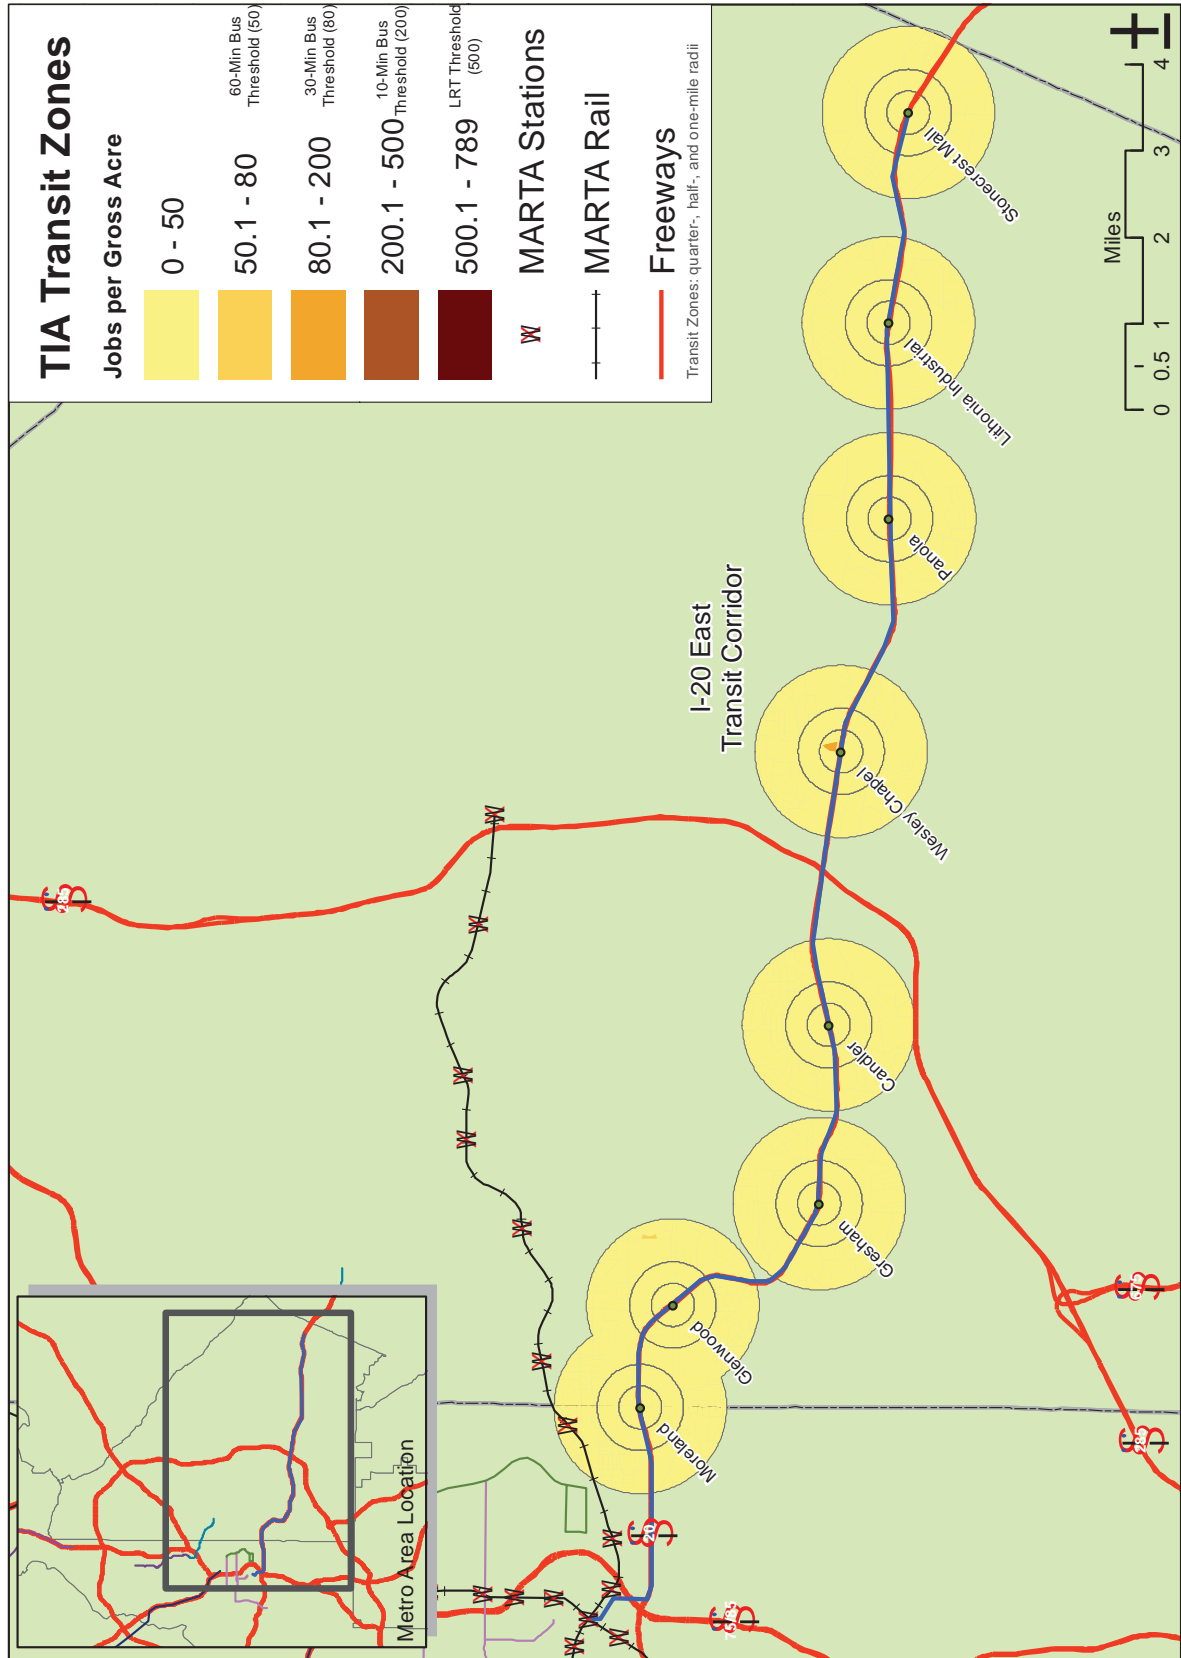 TIA Transit Zones
Jobs per Gross Acre
0 - 50
50.1 - 80
60-Min Bus
Threshold (50)
80.1 - 200
30-Min Bus
Threshold (80)
200.1 - 500
10-Min Bus
Threshold (200)
500.1 - 789
LRT Threshold
(500)
MARTA Stations
MARTA Rail
Freeways
Transit Zones: quarter-, half-, and one-mile radii
Metro Area Location
I-20 East
Transit Corridor
Moreland
Glenwood
Gresham
Candler
Wesley Chapel
Panola
Lithonia Industrial
Stonecrest Mall
285
20
75/85
285
675
Miles
0 0.5 1 2 3 4